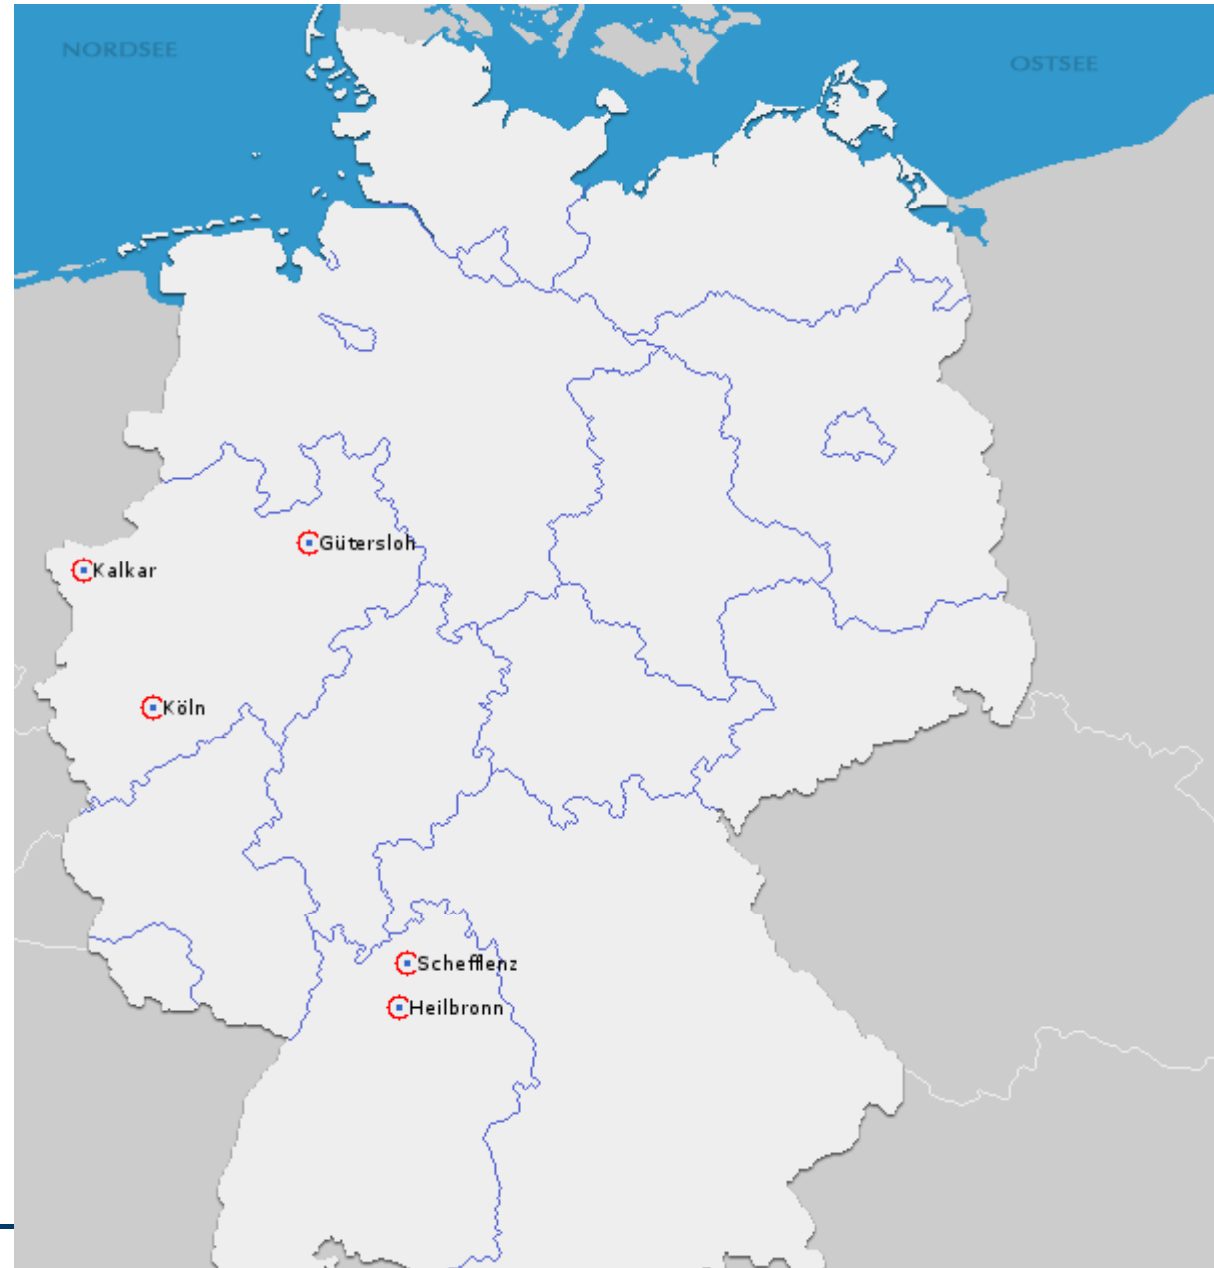 NORDSEE
OSTSEE
Gütersloh
Kalkar
Köln
Schefflenz
Heilbronn